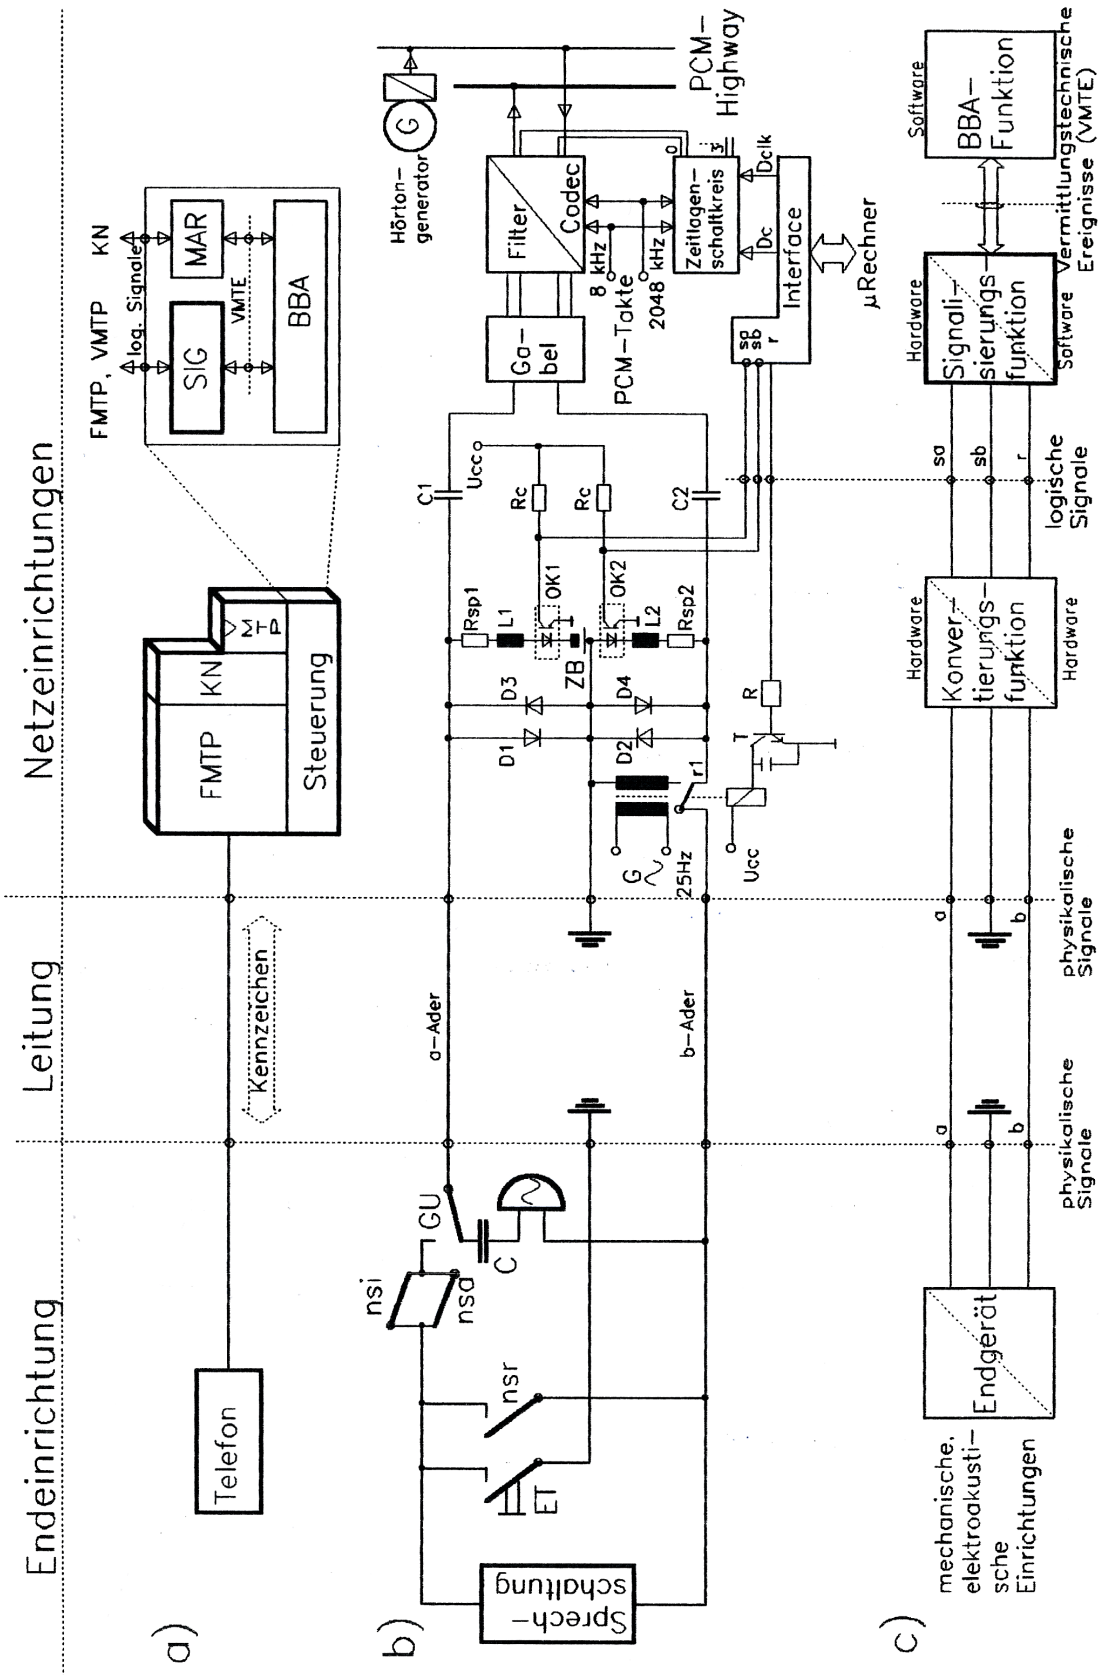 Endeinrichtung
Leitung
Netzeinrichtungen
a)
Telefon
Kennzeichen
FMTP
KN
VMTP
Steuerung
FMTP, VMTP
KN
log. Signale
SIG
MAR
VMTE
BBA
b)
Sprech-
schaltung
ET
nsr
nsi
nsa
GU
C
a-Ader
b-Ader
G
25Hz
r1
Ucc
D1
D3
D2
D4
T
R
Rsp1
L1
OK1
ZB
OK2
L2
Rsp2
C1
Ucc
Rc
Rc
C2
Ga-
bel
Filter
Codec
Hörton-
generator
G
PCM-
Highway
8 kHz
2048 kHz
PCM-Takte
Zeitlagen-
schaltkreis
0
3
Dc
Dclk
sa
sb
r
Interface
µRechner
c)
mechanische,
elektroakusti-
sche
Einrichtungen
Endgerät
a
b
physikalische
Signale
a
b
physikalische
Signale
Hardware
Konver-
tierungs-
funktion
Hardware
sa
sb
r
logische
Signale
Hardware
Signali-
sierungs-
funktion
Software
Software
BBA-
Funktion
Vermittlungstechnische
Ereignisse (VMTE)